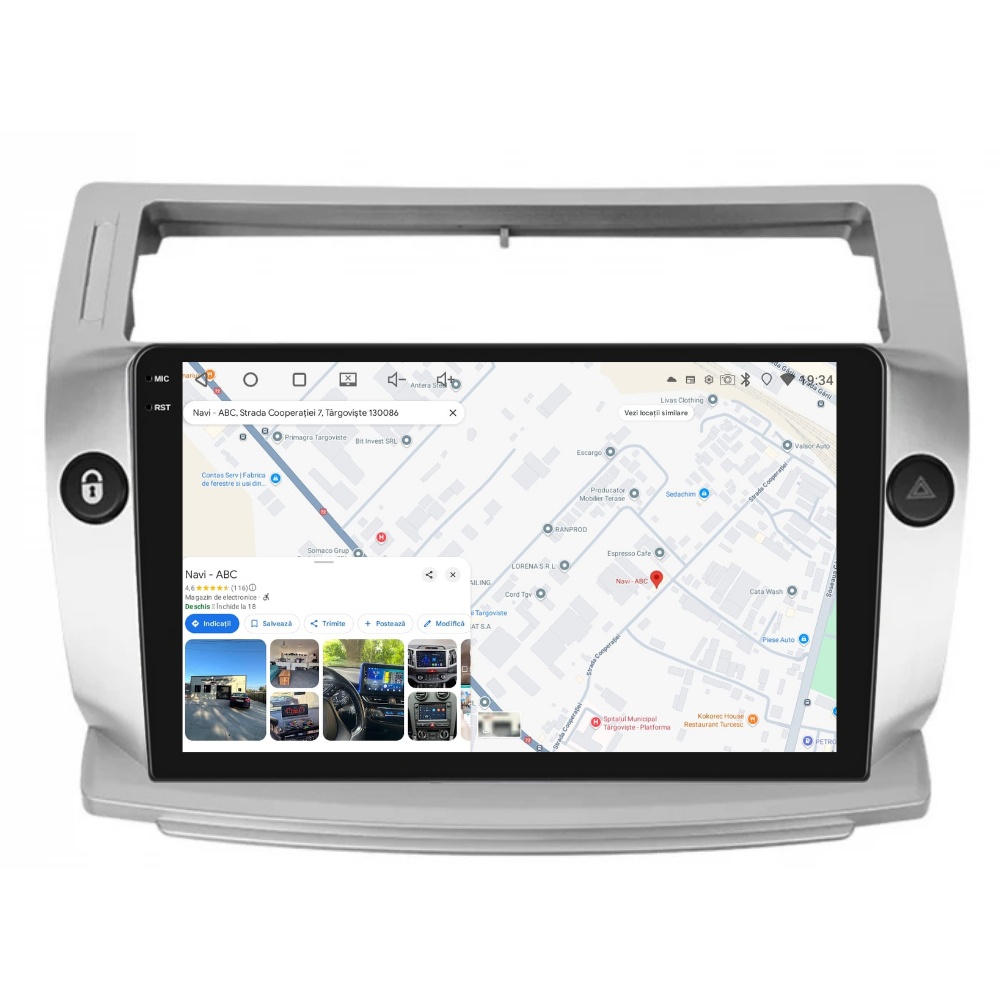 MIC
RST
19:34
Antera Steel
Navi - ABC, Strada Cooperației 7, Târgoviște 130086
Vezi locații similare
Livas Clothing
Primagra Targoviste
Bit Invest SRL
Valsor Auto
Escargo
Contas Serv | Fabrica
de ferestre si usi din...
Producator
Mobilier Terase
Sedachim
Strada Cooperației
RANPROD
Somaco Grup
Espresso Cafe
LORENA S.R.L
Navi - ABC
Cord Tgv
Cata Wash
Piese Auto
Navi - ABC
4,6 (116)
Magazin de electronice
Deschis Închide la 18
Indicații
Salvează
Trimite
Postează
Modifică
Strada Cooperației
Strada Cooperației
Spitalul Municipal
Târgoviște - Platforma
Kokorec House
Restaurant Turcesc
PETRO